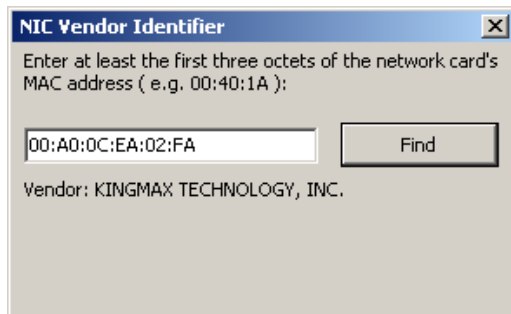 NIC Vendor Identifier
Enter at least the first three octets of the network card's
MAC address ( e.g. 00:40:1A ):
00:A0:0C:EA:02:FA
Find
Vendor: KINGMAX TECHNOLOGY, INC.